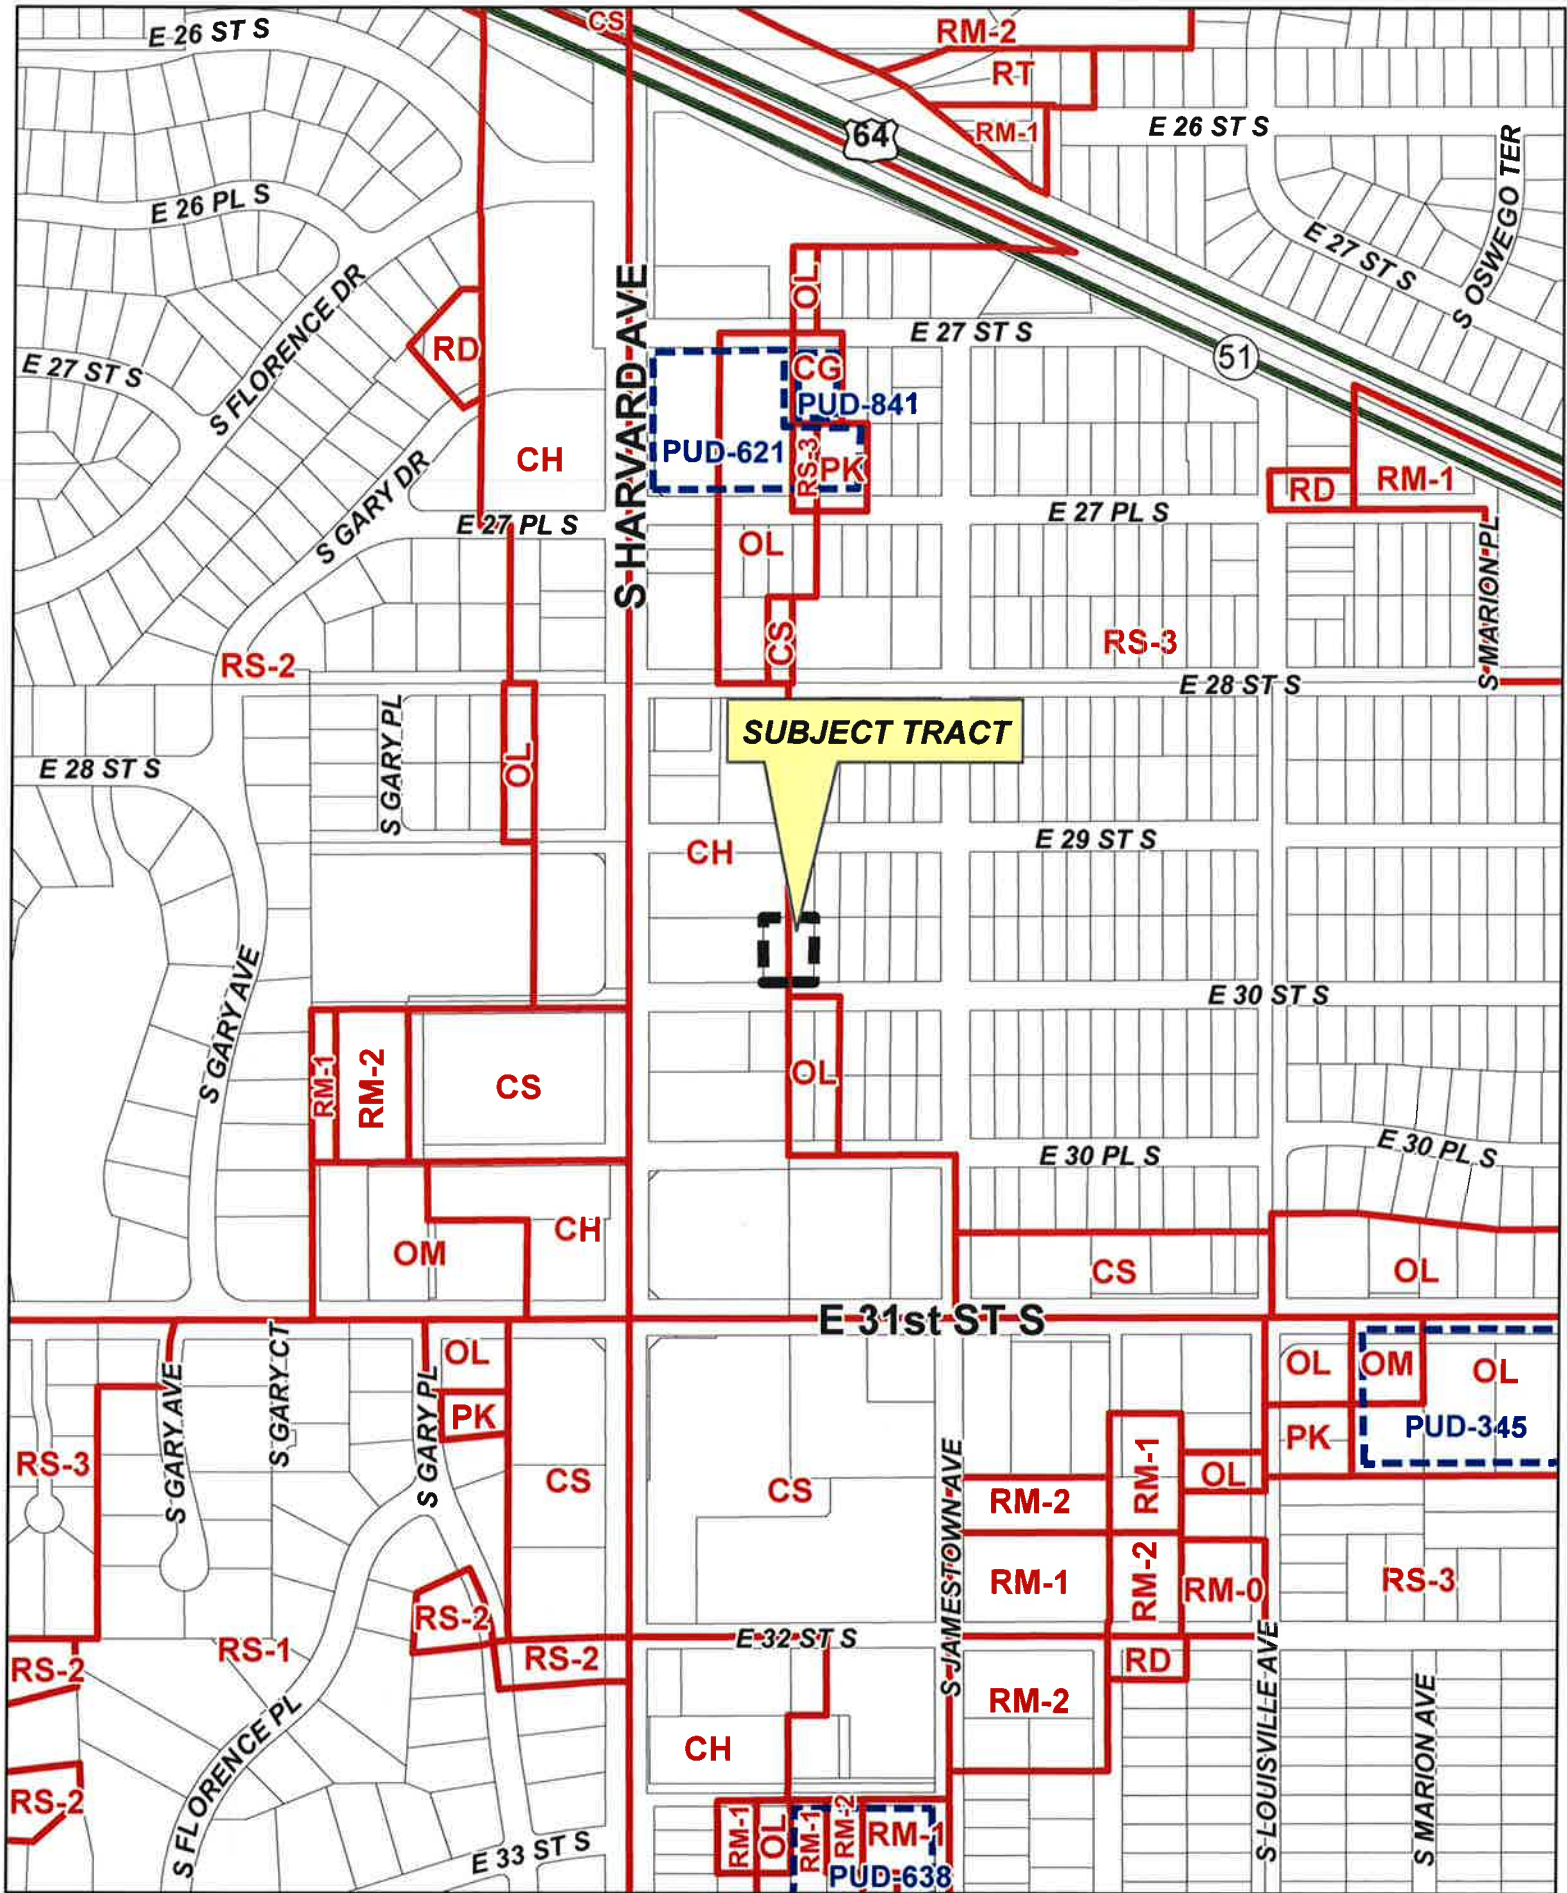 CS
RM-2
E 26 ST S
RT
64
E 26 ST S
RM-1
S OSWEGO TER
E 26 PL S
E 27 ST S
S FLORENCE DR
OL
E 27 ST S
S HARVARD AVE
RD
51
E 27 ST S
CG
PUD-841
PUD-621
RS-3
PK
CH
S GARY DR
RD
RM-1
E 27 PL S
E 27 PL S
OL
S MARION PL
CS
RS-3
RS-2
E 28 ST S
SUBJECT TRACT
S GARY PL
OL
E 28 ST S
E 29 ST S
CH
S GARY AVE
E 30 ST S
RM-1
RM-2
CS
OL
E 30 PL S
E 30 PL S
CH
OM
CS
OL
E 31st ST S
S GARY AVE
S GARY CT
OL
S GARY PL
PK
OL
OM
OL
PUD-345
PK
RS-3
CS
CS
S JAMESTOWN AVE
RM-2
RM-1
OL
RM-1
RM-2
RM-0
RS-3
RS-2
RS-1
E 32 ST S
RS-2
RS-2
RD
S LOUISVILLE AVE
S MARION AVE
RM-2
S FLORENCE PL
CH
RS-2
RM-1
OL
RM-1
RM-2
RM-1
E 33 ST S
PUD-638